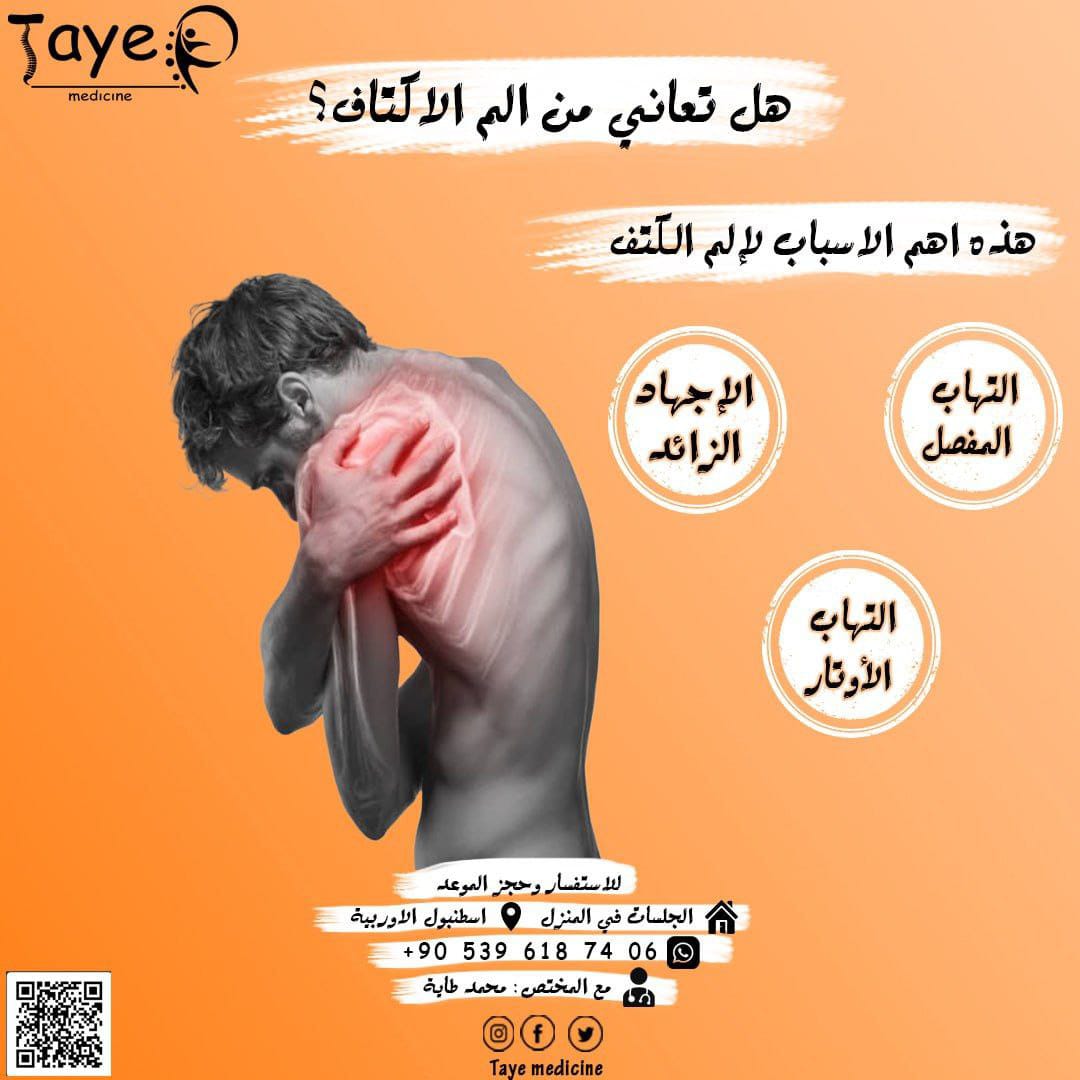 Taye
medicine
هل تعاني من الم الاكتاف؟
هذه اهم الاسباب لإلم الكتف
التهاب
المفصل
الإجهاد
الزائد
التهاب
الأوتار
للاستفسار وحجز الموعد
الجلسات في المنزل اسطنبول الاوربية
+90 539 618 74 06
مع المختص: محمد طاية
Taye medicine